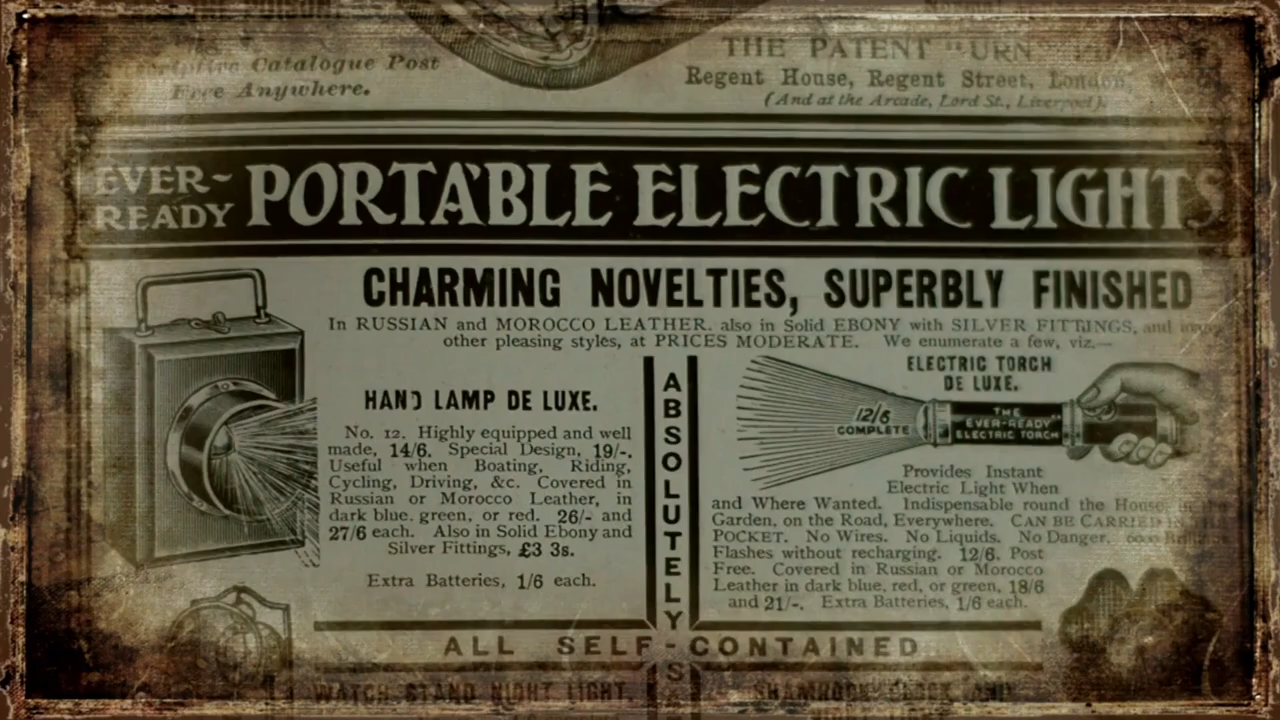 Catalogue Post
Free Anywhere.
THE PATENT "URN
Regent House, Regent Street, London,
(And at the Arcade, Lord St., Liverpool).
EVER-READY PORTABLE ELECTRIC LIGHTS
CHARMING NOVELTIES, SUPERBLY FINISHED
In RUSSIAN and MOROCCO LEATHER, also in Solid EBONY with SILVER FITTINGS, and
other pleasing styles, at PRICES MODERATE. We enumerate a few, viz.—
HAND LAMP DE LUXE.
No. 12. Highly equipped and well
made, 14/6. Special Design, 19/-.
Useful when Boating, Riding,
Cycling, Driving, &c. Covered in
Russian or Morocco Leather, in
dark blue, green, or red. 26/- and
27/6 each. Also in Solid Ebony and
Silver Fittings, £3 3s.
Extra Batteries, 1/6 each.
ABSOLUTELY
ELECTRIC TORCH
DE LUXE.
12/6
COMPLETE
THE
EVER-READY
ELECTRIC TORCH
Provides Instant
Electric Light When
and Where Wanted. Indispensable round the House, in the
Garden, on the Road, Everywhere. CAN BE CARRIED IN
POCKET. No Wires. No Liquids. No Danger. 6000 Brilliant
Flashes without recharging. 12/6. Post
Free. Covered in Russian or Morocco
Leather in dark blue, red, or green, 18/6
and 21/-. Extra Batteries, 1/6 each.
ALL SELF-CONTAINED
WATCH STAND NIGHT LIGHT.
SHAMROCK CLOCK AND